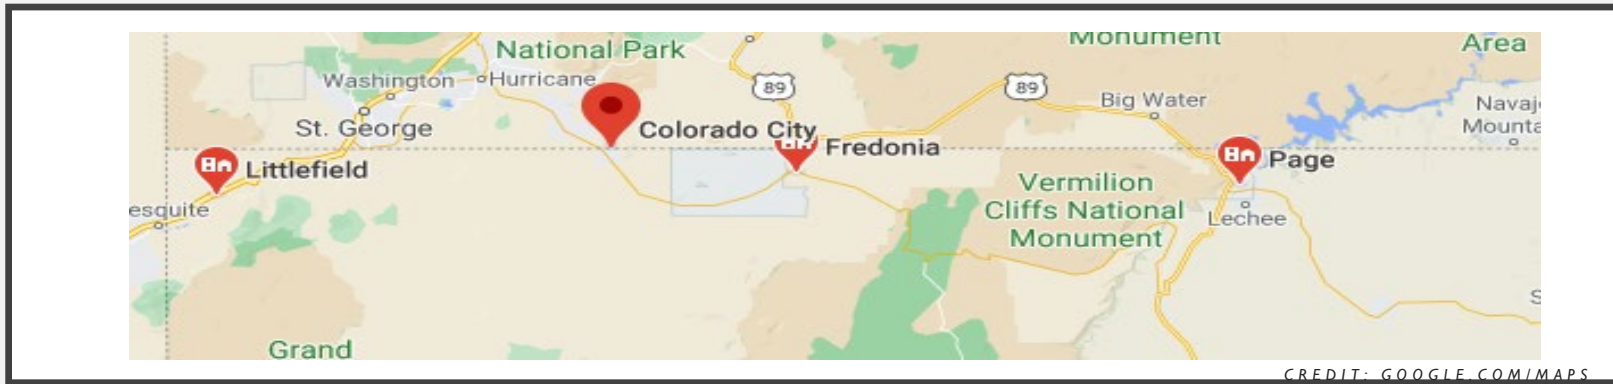 Monument
National Park
Area
Washington
Hurricane
89
89
Big Water
Navaj
Mounta
St. George
Colorado City
Fredonia
Littlefield
Page
Vermilion
Cliffs National
Monument
esquite
Lechee
S
Grand
CREDIT: GOOGLE.COM/MAPS